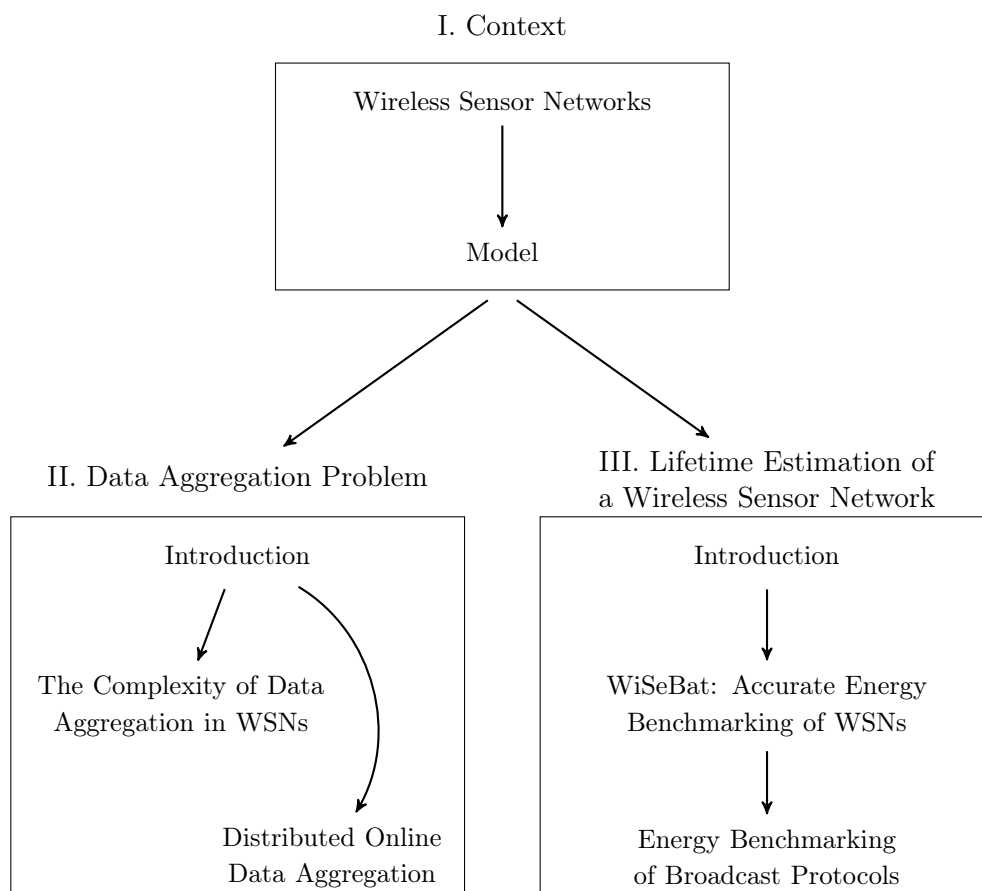 I. Context
Wireless Sensor Networks
Model
II. Data Aggregation Problem
Introduction
The Complexity of Data
Aggregation in WSNs
Distributed Online
Data Aggregation
III. Lifetime Estimation of
a Wireless Sensor Network
Introduction
WiSeBat: Accurate Energy
Benchmarking of WSNs
Energy Benchmarking
of Broadcast Protocols